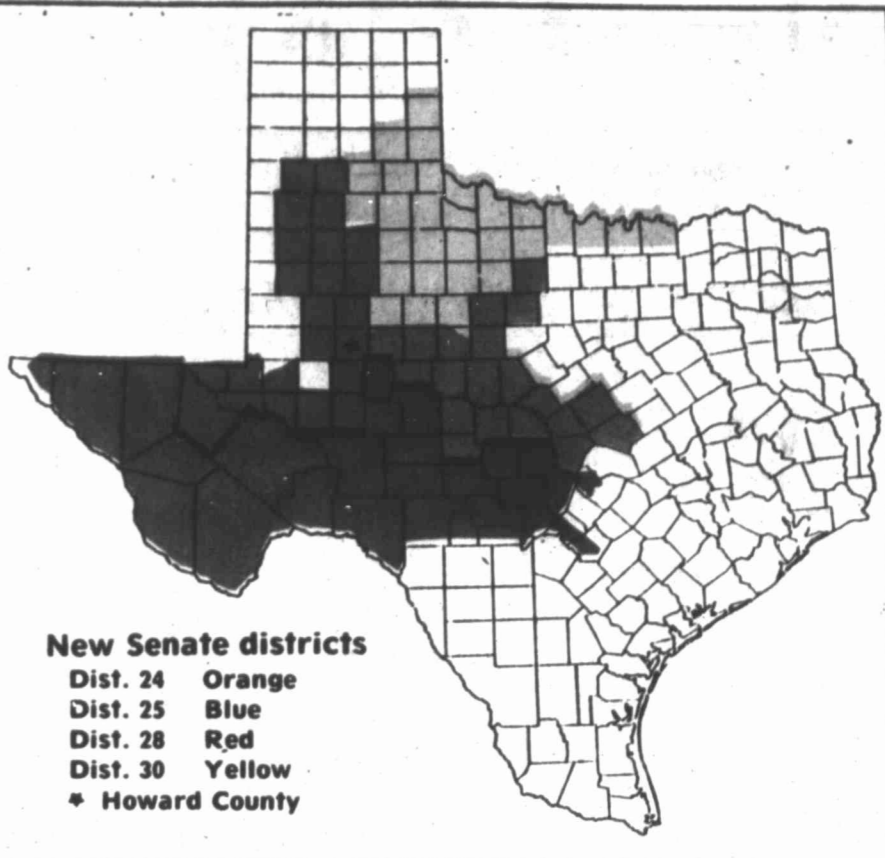 New Senate districts
Dist. 24 Orange
Dist. 25 Blue
Dist. 28 Red
Dist. 30 Yellow
* Howard County